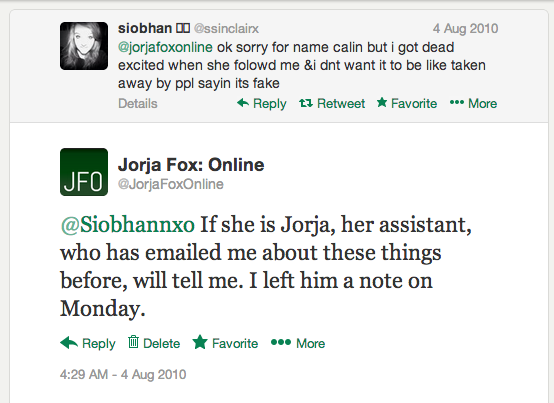 siobhan @ssinclairx 4 Aug 2010
@jorjafoxonline ok sorry for name calin but i got dead
excited when she folowd me &i dnt want it to be like taken
away by ppl sayin its fake
Details Reply Retweet Favorite More
JFO
Jorja Fox: Online
@JorjaFoxOnline
@Siobhannxo If she is Jorja, her assistant,
who has emailed me about these things
before, will tell me. I left him a note on
Monday.
Reply Delete Favorite More
4:29 AM - 4 Aug 2010